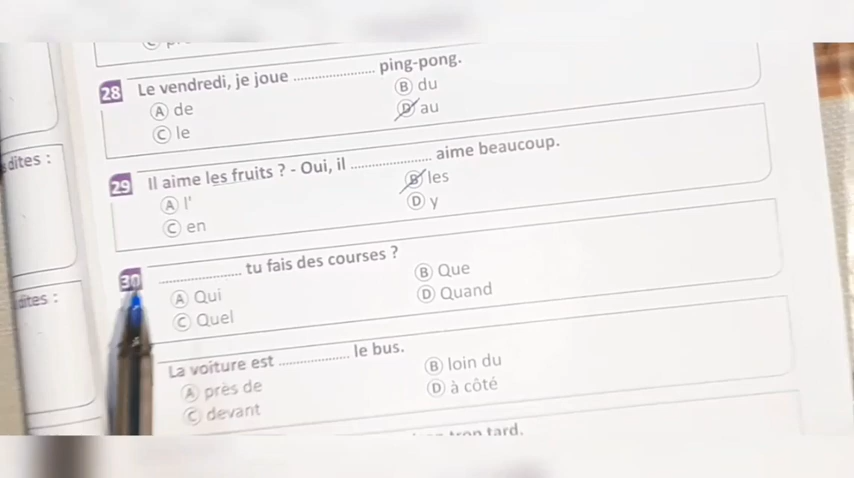 28 Le vendredi, je joue .................... ping-pong.
A de B du
C le D au
dites :
29 Il aime les fruits ? - Oui, il .................... aime beaucoup.
A l' B les
C en D y
30 .................... tu fais des courses ?
A Qui B Que
dites :
C Quel D Quand
La voiture est .................... le bus.
A près de B loin du
C devant D à côté
tard.